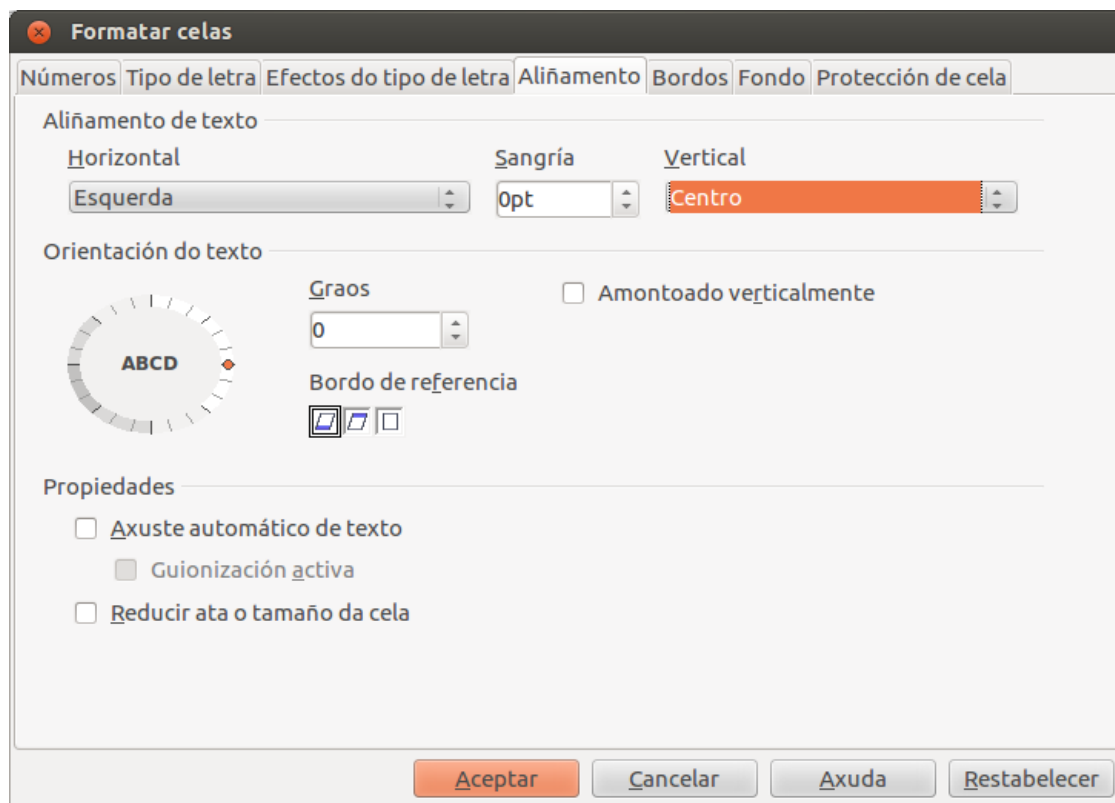 Formatar celas
Números Tipo de letra Efectos do tipo de letra Aliñamento Bordos Fondo Protección de cela
Aliñamento de texto
Horizontal Sangría Vertical
Esquerda 0pt Centro
Orientación do texto
Graos Amontoado verticalmente
0
ABCD
Bordo de referencia
Propiedades
Axuste automático de texto
Guionización activa
Reducir ata o tamaño da cela
Aceptar Cancelar Axuda Restabelecer